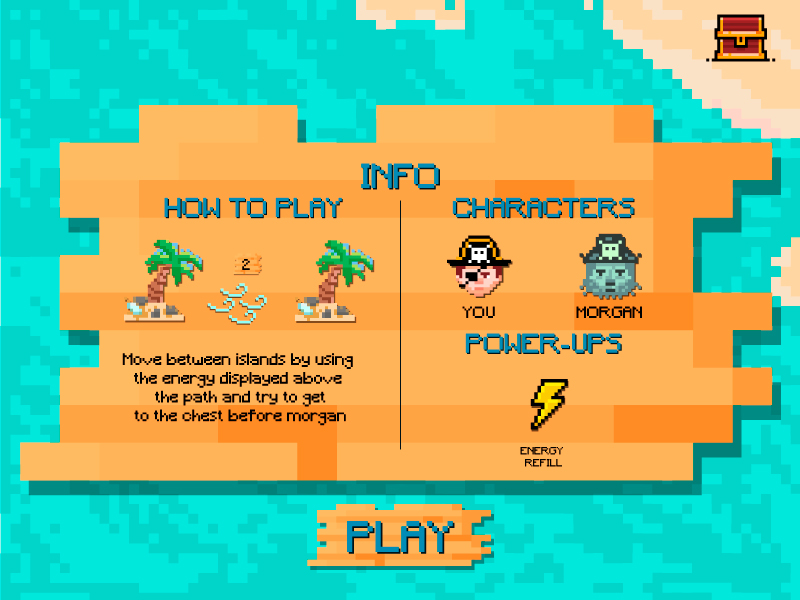 INFO
HOW TO PLAY
2
Move between islands by using
the energy displayed above
the path and try to get
to the chest before morgan
CHARACTERS
YOU
MORGAN
POWER-UPS
ENERGY
REFILL
PLAY